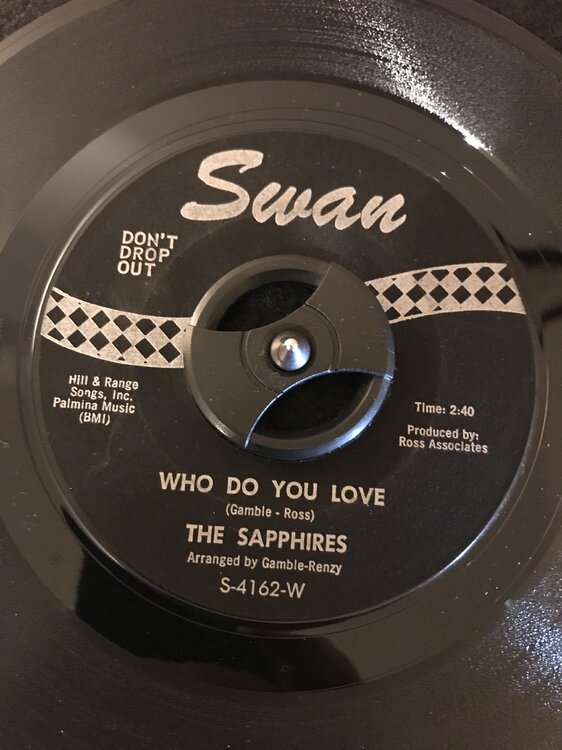 Swan
DON'T
DROP
OUT
Hill & Range
Songs, Inc.
Palmina Music
(BMI)
Time: 2:40
Produced by:
Ross Associates
WHO DO YOU LOVE
(Gamble - Ross)
THE SAPPHIRES
Arranged by Gamble-Renzy
S-4162-W